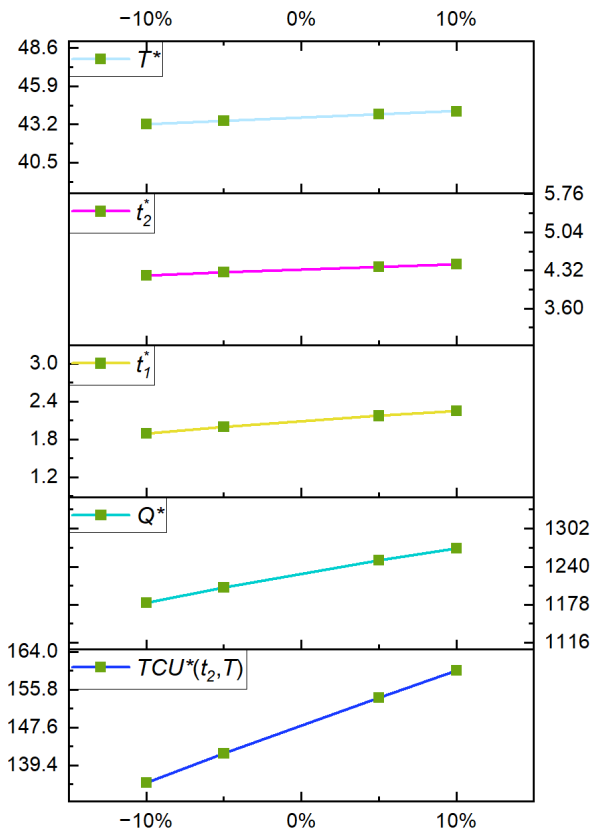 −10% 0% 10%
48.6
T*
45.9
43.2
40.5
5.76
t₂*
5.04
4.32
3.60
3.0
t₁*
2.4
1.8
1.2
Q*
1302
1240
1178
1116
164.0
TCU*(t₂,T)
155.8
147.6
139.4
−10% 0% 10%